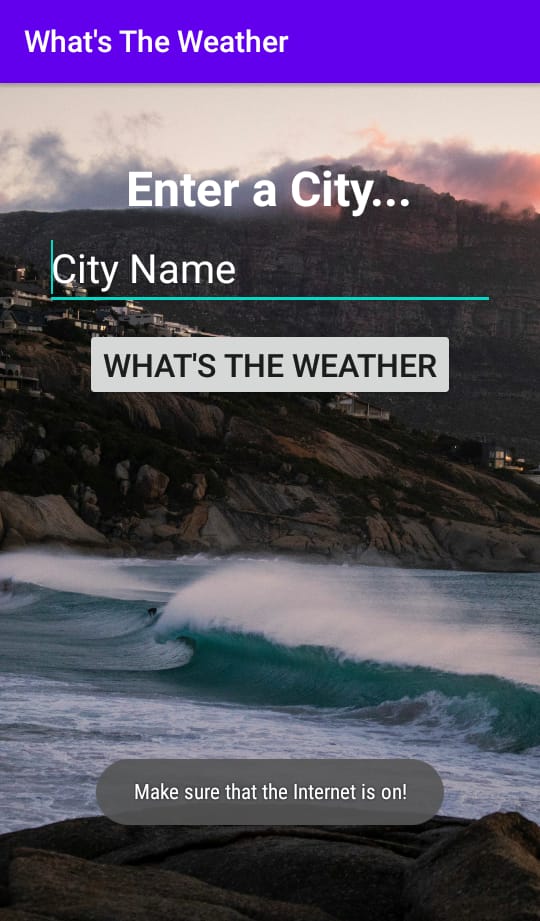 What's The Weather
Enter a City...
City Name
WHAT'S THE WEATHER
Make sure that the Internet is on!